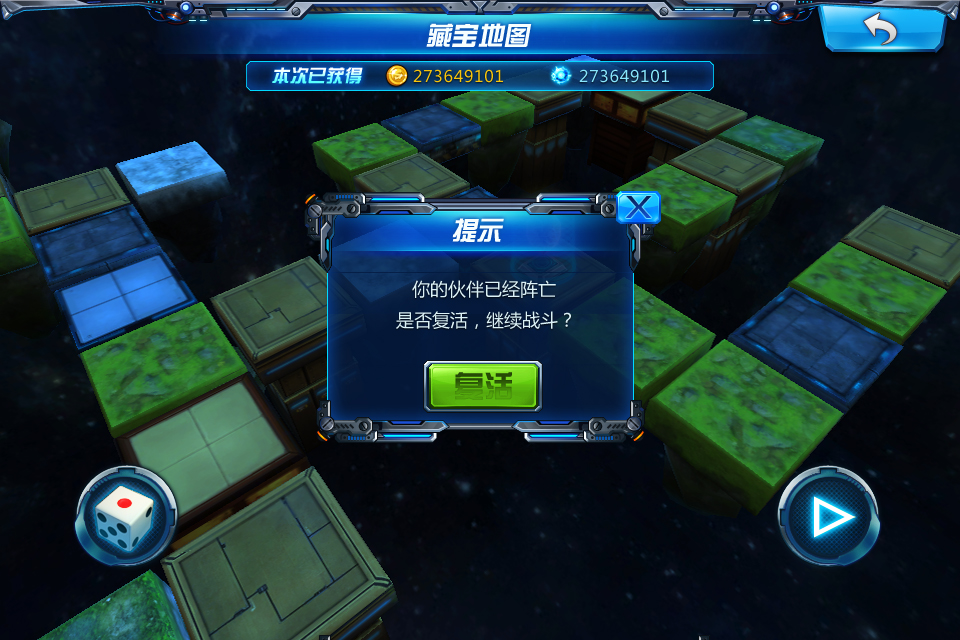 藏宝地图
本次已获得 273649101 273649101
提示
你的伙伴已经阵亡
是否复活，继续战斗？
复活